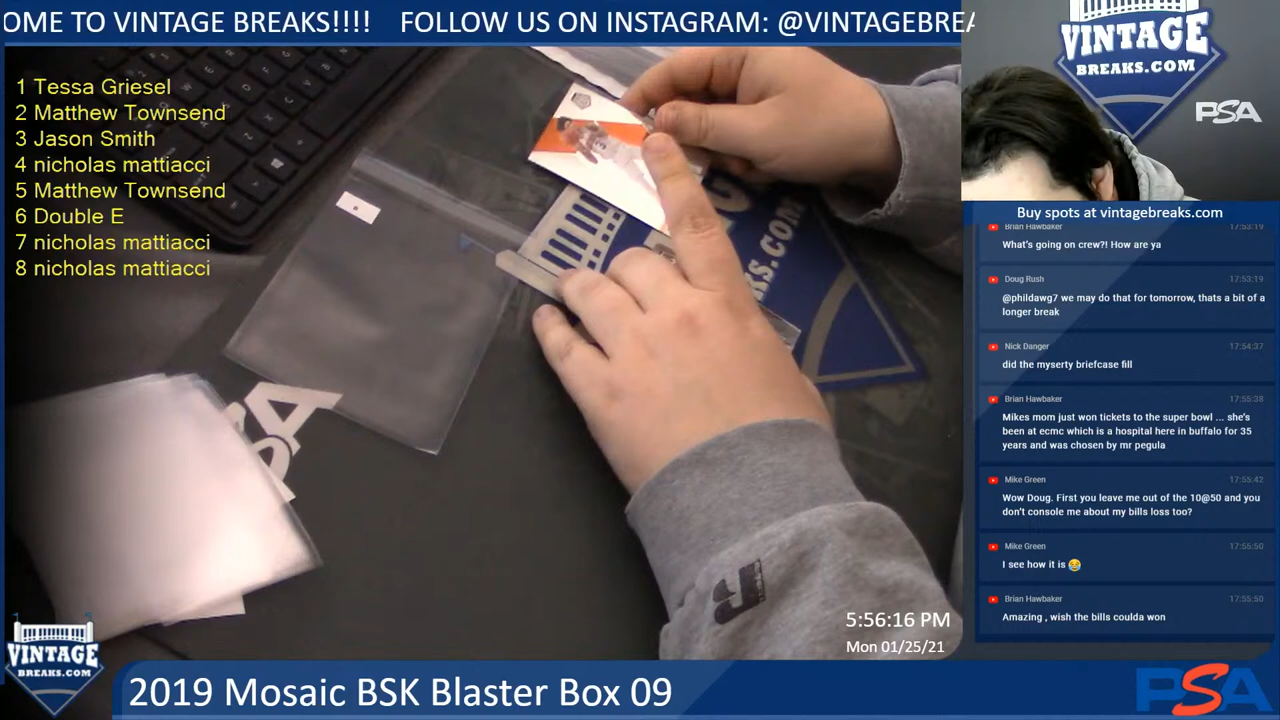 OME TO VINTAGE BREAKS!!!! FOLLOW US ON INSTAGRAM: @VINTAGEBREA
1 Tessa Griesel
2 Matthew Townsend
3 Jason Smith
4 nicholas mattiacci
5 Matthew Townsend
6 Double E
7 nicholas mattiacci
8 nicholas mattiacci
VINTAGE
BREAKS.COM
PSA
Buy spots at vintagebreaks.com
Brian Hawbaker 17:53:19
What's going on crew?! How are ya
Doug Rush 17:53:19
@phildawg7 we may do that for tomorrow, thats a bit of a
longer break
Nick Danger 17:54:37
did the myserty briefcase fill
Brian Hawbaker 17:55:38
Mikes mom just won tickets to the super bowl ... she's
been at ecmc which is a hospital here in buffalo for 35
years and was chosen by mr pegula
Mike Green 17:55:42
Wow Doug. First you leave me out of the 10@50 and you
don't console me about my bills loss too?
Mike Green 17:55:50
I see how it is 😂
Brian Hawbaker 17:55:50
Amazing , wish the bills coulda won
KS.COM
SA
5:56:16 PM
Mon 01/25/21
VINTAGE
BREAKS.COM
2019 Mosaic BSK Blaster Box 09
PSA